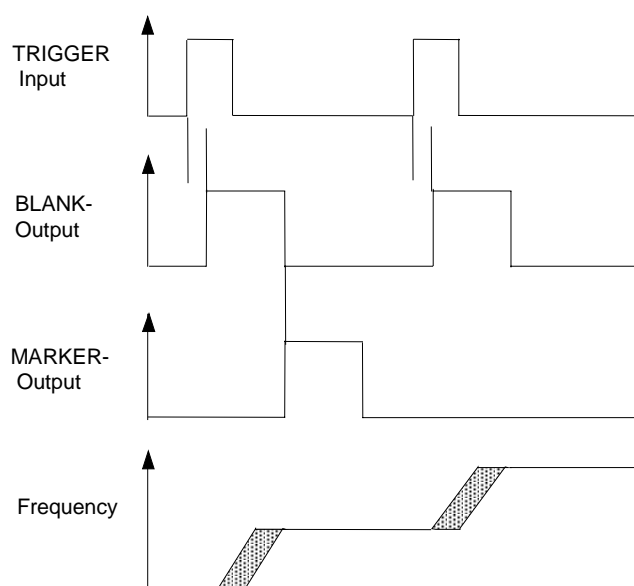 TRIGGER
Input
BLANK-
Output
MARKER-
Output
Frequency